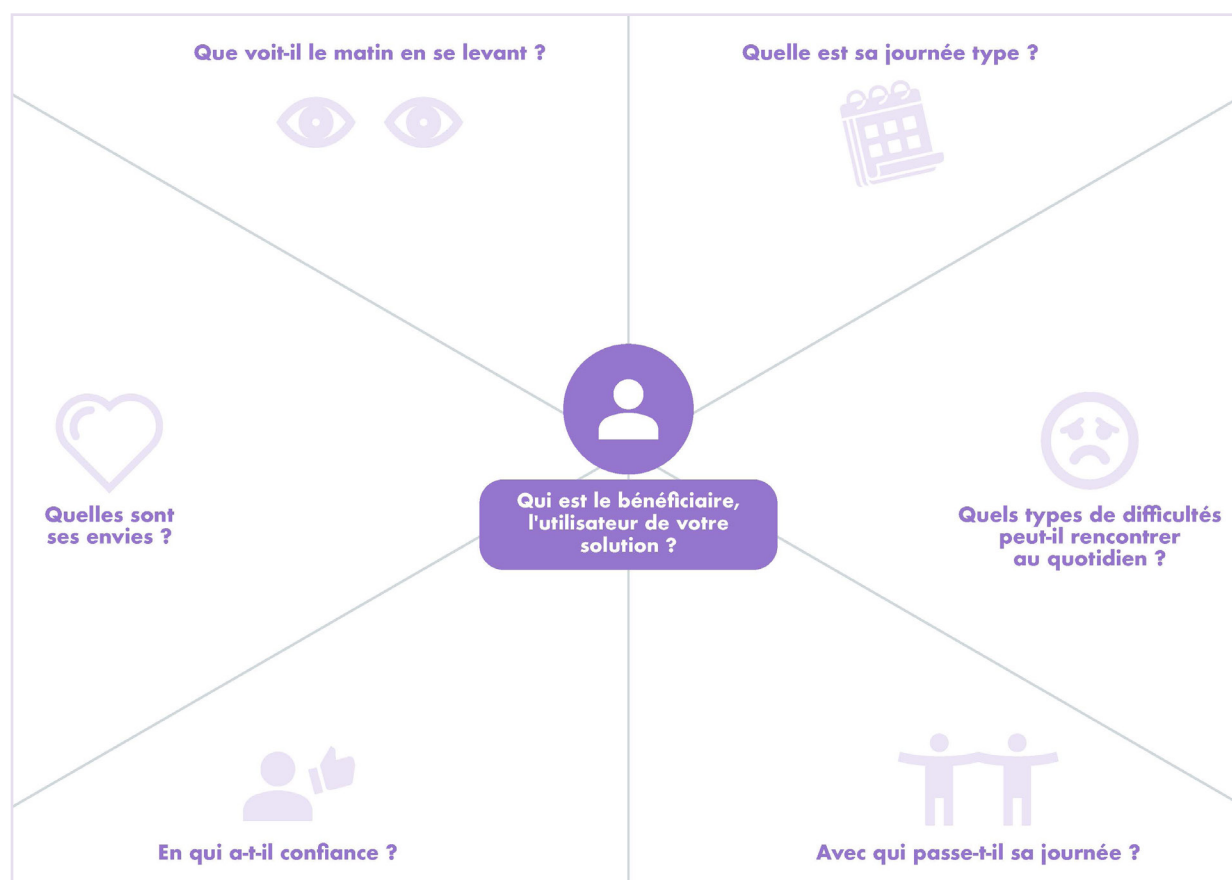 Que voit-il le matin en se levant ?
Quelle est sa journée type ?
Quelles sont
ses envies ?
Qui est le bénéficiaire,
l'utilisateur de votre
solution ?
Quels types de difficultés
peut-il rencontrer
au quotidien ?
En qui a-t-il confiance ?
Avec qui passe-t-il sa journée ?